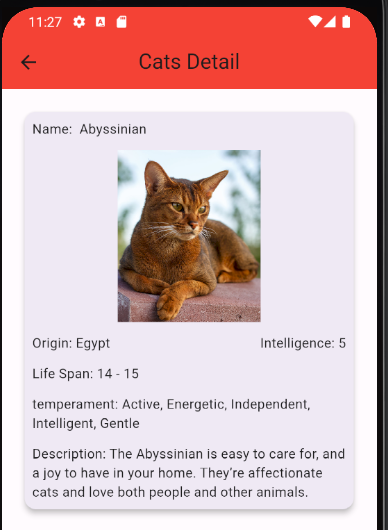 11:27
Cats Detail
Name: Abyssinian
Origin: Egypt
Intelligence: 5
Life Span: 14 - 15
temperament: Active, Energetic, Independent,
Intelligent, Gentle
Description: The Abyssinian is easy to care for, and
a joy to have in your home. They're affectionate
cats and love both people and other animals.